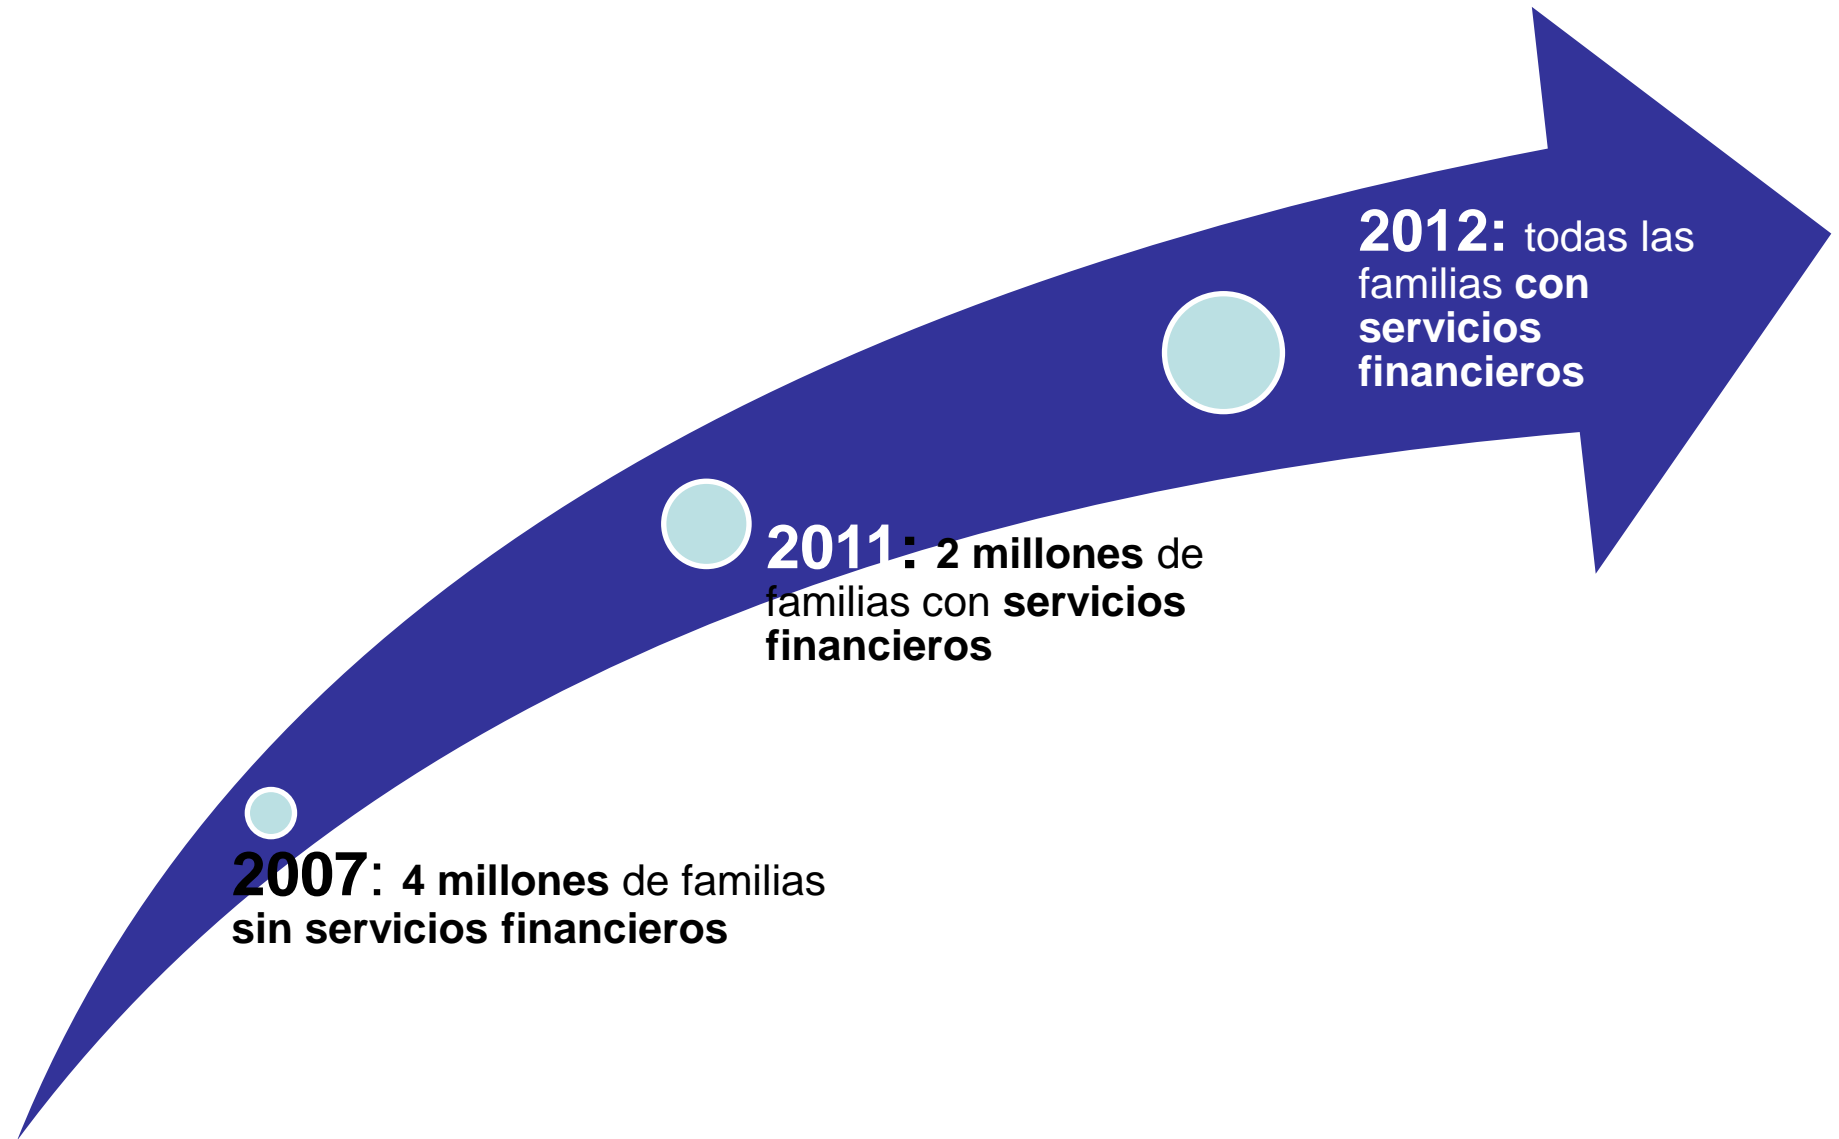 2012: todas las
familias con
servicios
financieros
2011: 2 millones de
familias con servicios
financieros
2007: 4 millones de familias
sin servicios financieros